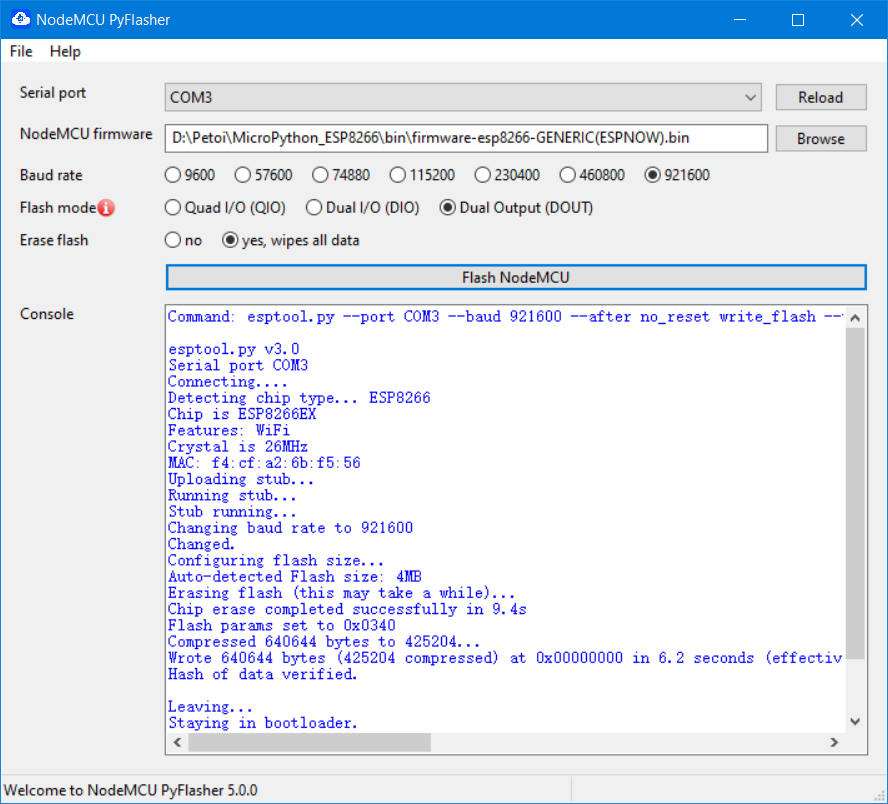 NodeMCU PyFlasher
File Help
Serial port COM3 Reload
NodeMCU firmware D:\Petoi\MicroPython_ESP8266\bin\firmware-esp8266-GENERIC(ESPNOW).bin Browse
Baud rate 9600 57600 74880 115200 230400 460800 921600
Flash mode Quad I/O (QIO) Dual I/O (DIO) Dual Output (DOUT)
Erase flash no yes, wipes all data
Flash NodeMCU
Console
Command: esptool.py --port COM3 --baud 921600 --after no_reset write_flash --
esptool.py v3.0
Serial port COM3
Connecting....
Detecting chip type... ESP8266
Chip is ESP8266EX
Features: WiFi
Crystal is 26MHz
MAC: f4:cf:a2:6b:f5:56
Uploading stub...
Running stub...
Stub running...
Changing baud rate to 921600
Changed.
Configuring flash size...
Auto-detected Flash size: 4MB
Erasing flash (this may take a while)...
Chip erase completed successfully in 9.4s
Flash params set to 0x0340
Compressed 640644 bytes to 425204...
Wrote 640644 bytes (425204 compressed) at 0x00000000 in 6.2 seconds (effectiv
Hash of data verified.
Leaving...
Staying in bootloader.
Welcome to NodeMCU PyFlasher 5.0.0